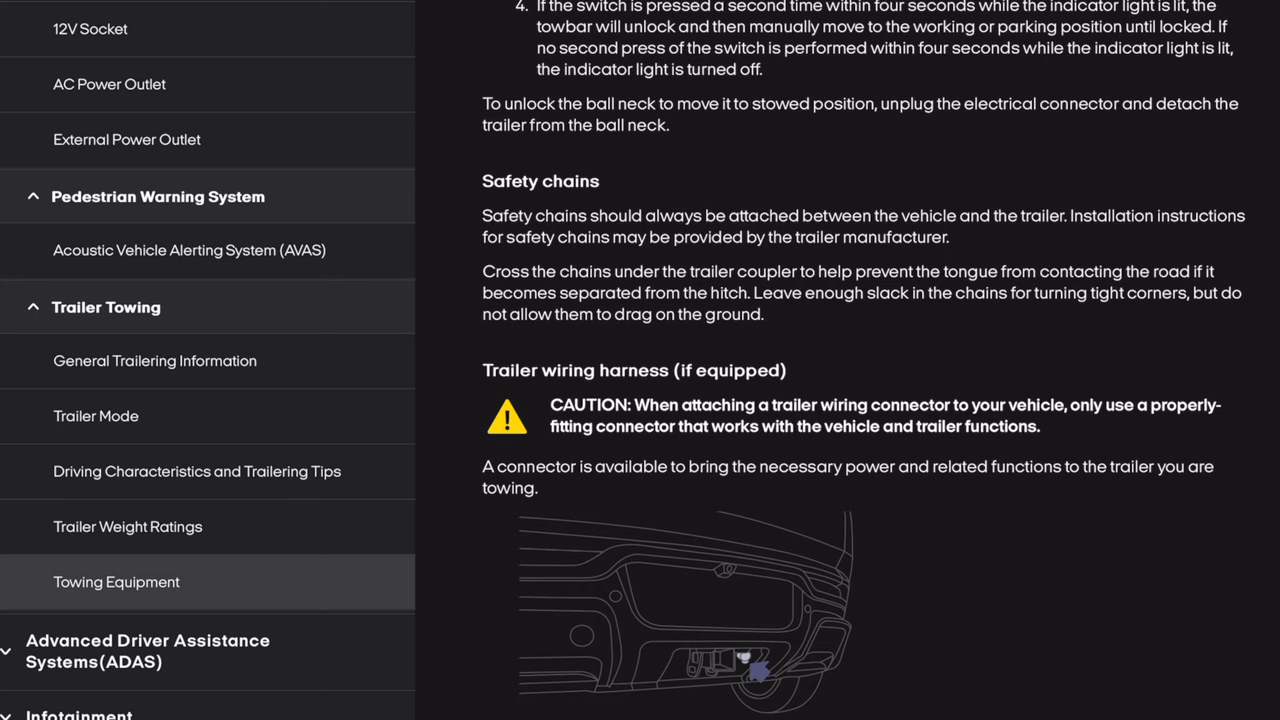 12V Socket
AC Power Outlet
External Power Outlet
Pedestrian Warning System
Acoustic Vehicle Alerting System (AVAS)
Trailer Towing
General Trailering Information
Trailer Mode
Driving Characteristics and Trailering Tips
Trailer Weight Ratings
Towing Equipment
Advanced Driver Assistance
Systems(ADAS)
Infotainment
4. If the switch is pressed a second time within four seconds while the indicator light is lit, the
towbar will unlock and then manually move to the working or parking position until locked. If
no second press of the switch is performed within four seconds while the indicator light is lit,
the indicator light is turned off.
To unlock the ball neck to move it to stowed position, unplug the electrical connector and detach the
trailer from the ball neck.
Safety chains
Safety chains should always be attached between the vehicle and the trailer. Installation instructions
for safety chains may be provided by the trailer manufacturer.
Cross the chains under the trailer coupler to help prevent the tongue from contacting the road if it
becomes separated from the hitch. Leave enough slack in the chains for turning tight corners, but do
not allow them to drag on the ground.
Trailer wiring harness (if equipped)
CAUTION: When attaching a trailer wiring connector to your vehicle, only use a properly-
fitting connector that works with the vehicle and trailer functions.
A connector is available to bring the necessary power and related functions to the trailer you are
towing.